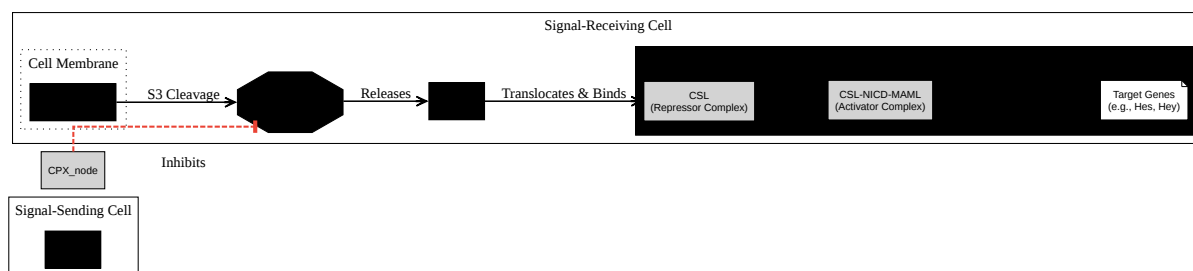 Signal-Receiving Cell
Cell Membrane
S3 Cleavage
Releases
Translocates & Binds
CSL
(Repressor Complex)
CSL-NICD-MAML
(Activator Complex)
Target Genes
(e.g., Hes, Hey)
Inhibits
CPX_node
Signal-Sending Cell